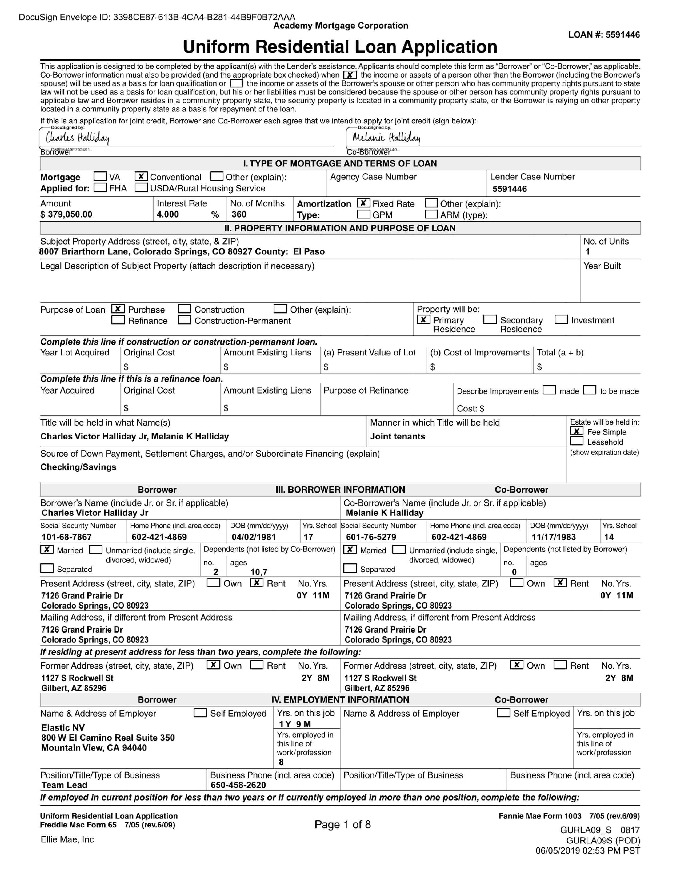 DocuSign Envelope ID: 3398CE87-613B-4CA4-B281-44B9F0B72AAA
Academy Mortgage Corporation
LOAN #: 5591446
Uniform Residential Loan Application
This application is designed to be completed by the applicant(s) with the Lender's assistance. Applicants should complete this form as "Borrower" or "Co-Borrower," as applicable.
Co-Borrower information must also be provided (and the appropriate box checked) when X the income or assets of a person other than the Borrower (including the Borrower's
spouse) will be used as a basis for loan qualification or the income or assets of the Borrower's spouse or other person who has community property rights pursuant to state
law will not be used as a basis for loan qualification, but his or her liabilities must be considered because the spouse or other person has community property rights pursuant to
applicable law and Borrower resides in a community property state, the security property is located in a community property state, or the Borrower is relying on other property
located in a community property state as a basis for repayment of the loan.
If this is an application for joint credit, Borrower and Co-Borrower each agree that we intend to apply for joint credit (sign below):
DocuSigned by: DocuSigned by:
Charles Halliday Melanie Halliday
Borrower Co-Borrower
I. TYPE OF MORTGAGE AND TERMS OF LOAN
Mortgage VA X Conventional Other (explain): Agency Case Number Lender Case Number
Applied for: FHA USDA/Rural Housing Service 5591446
Amount Interest Rate No. of Months Amortization X Fixed Rate Other (explain):
$ 379,050.00 4.000 % 360 Type: GPM ARM (type):
II. PROPERTY INFORMATION AND PURPOSE OF LOAN
Subject Property Address (street, city, state, & ZIP) No. of Units
8007 Briarthorn Lane, Colorado Springs, CO 80927 County: El Paso 1
Legal Description of Subject Property (attach description if necessary) Year Built
Purpose of Loan X Purchase Construction Other (explain): Property will be:
Refinance Construction-Permanent X Primary Residence Secondary Residence Investment
Complete this line if construction or construction-permanent loan.
Year Lot Acquired Original Cost Amount Existing Liens (a) Present Value of Lot (b) Cost of Improvements Total (a + b)
$ $ $ $ $
Complete this line if this is a refinance loan.
Year Acquired Original Cost Amount Existing Liens Purpose of Refinance Describe Improvements made to be made
$ $ Cost: $
Title will be held in what Name(s) Manner in which Title will be held Estate will be held in:
Charles Victor Halliday Jr, Melanie K Halliday Joint tenants X Fee Simple
Leasehold
Source of Down Payment, Settlement Charges, and/or Subordinate Financing (explain) (show expiration date)
Checking/Savings
Borrower III. BORROWER INFORMATION Co-Borrower
Borrower's Name (include Jr. or Sr. if applicable) Co-Borrower's Name (include Jr. or Sr. if applicable)
Charles Victor Halliday Jr Melanie K Halliday
Social Security Number Home Phone (incl. area code) DOB (mm/dd/yyyy) Yrs. School Social Security Number Home Phone (incl. area code) DOB (mm/dd/yyyy) Yrs. School
101-68-7867 602-421-4869 04/02/1981 17 601-76-5279 602-421-4869 11/17/1983 14
X Married Unmarried (include single, Dependents (not listed by Co-Borrower) X Married Unmarried (include single, Dependents (not listed by Borrower)
divorced, widowed) no. ages divorced, widowed) no. ages
Separated 2 10,7 Separated 0
Present Address (street, city, state, ZIP) Own X Rent No. Yrs. Present Address (street, city, state, ZIP) Own X Rent No. Yrs.
7126 Grand Prairie Dr 0Y 11M 7126 Grand Prairie Dr 0Y 11M
Colorado Springs, CO 80923 Colorado Springs, CO 80923
Mailing Address, if different from Present Address Mailing Address, if different from Present Address
7126 Grand Prairie Dr 7126 Grand Prairie Dr
Colorado Springs, CO 80923 Colorado Springs, CO 80923
If residing at present address for less than two years, complete the following:
Former Address (street, city, state, ZIP) X Own Rent No. Yrs. Former Address (street, city, state, ZIP) X Own Rent No. Yrs.
1127 S Rockwell St 2Y 8M 1127 S Rockwell St 2Y 8M
Gilbert, AZ 85296 Gilbert, AZ 85296
Borrower IV. EMPLOYMENT INFORMATION Co-Borrower
Name & Address of Employer Self Employed Yrs. on this job Name & Address of Employer Self Employed Yrs. on this job
1 Y 9 M
Elastic NV
800 W El Camino Real Suite 350 Yrs. employed in this line of work/profession Yrs. employed in this line of work/profession
Mountain View, CA 94040
8
Position/Title/Type of Business Business Phone (incl. area code) Position/Title/Type of Business Business Phone (incl. area code)
Team Lead 650-458-2620
If employed in current position for less than two years or if currently employed in more than one position, complete the following:
Uniform Residential Loan Application Fannie Mae Form 1003 7/05 (rev.6/09)
Freddie Mac Form 65 7/05 (rev.6/09) Page 1 of 8
GURLA09_S 0817
Ellie Mae, Inc GURLA09S (POD)
06/05/2019 02:53 PM PST